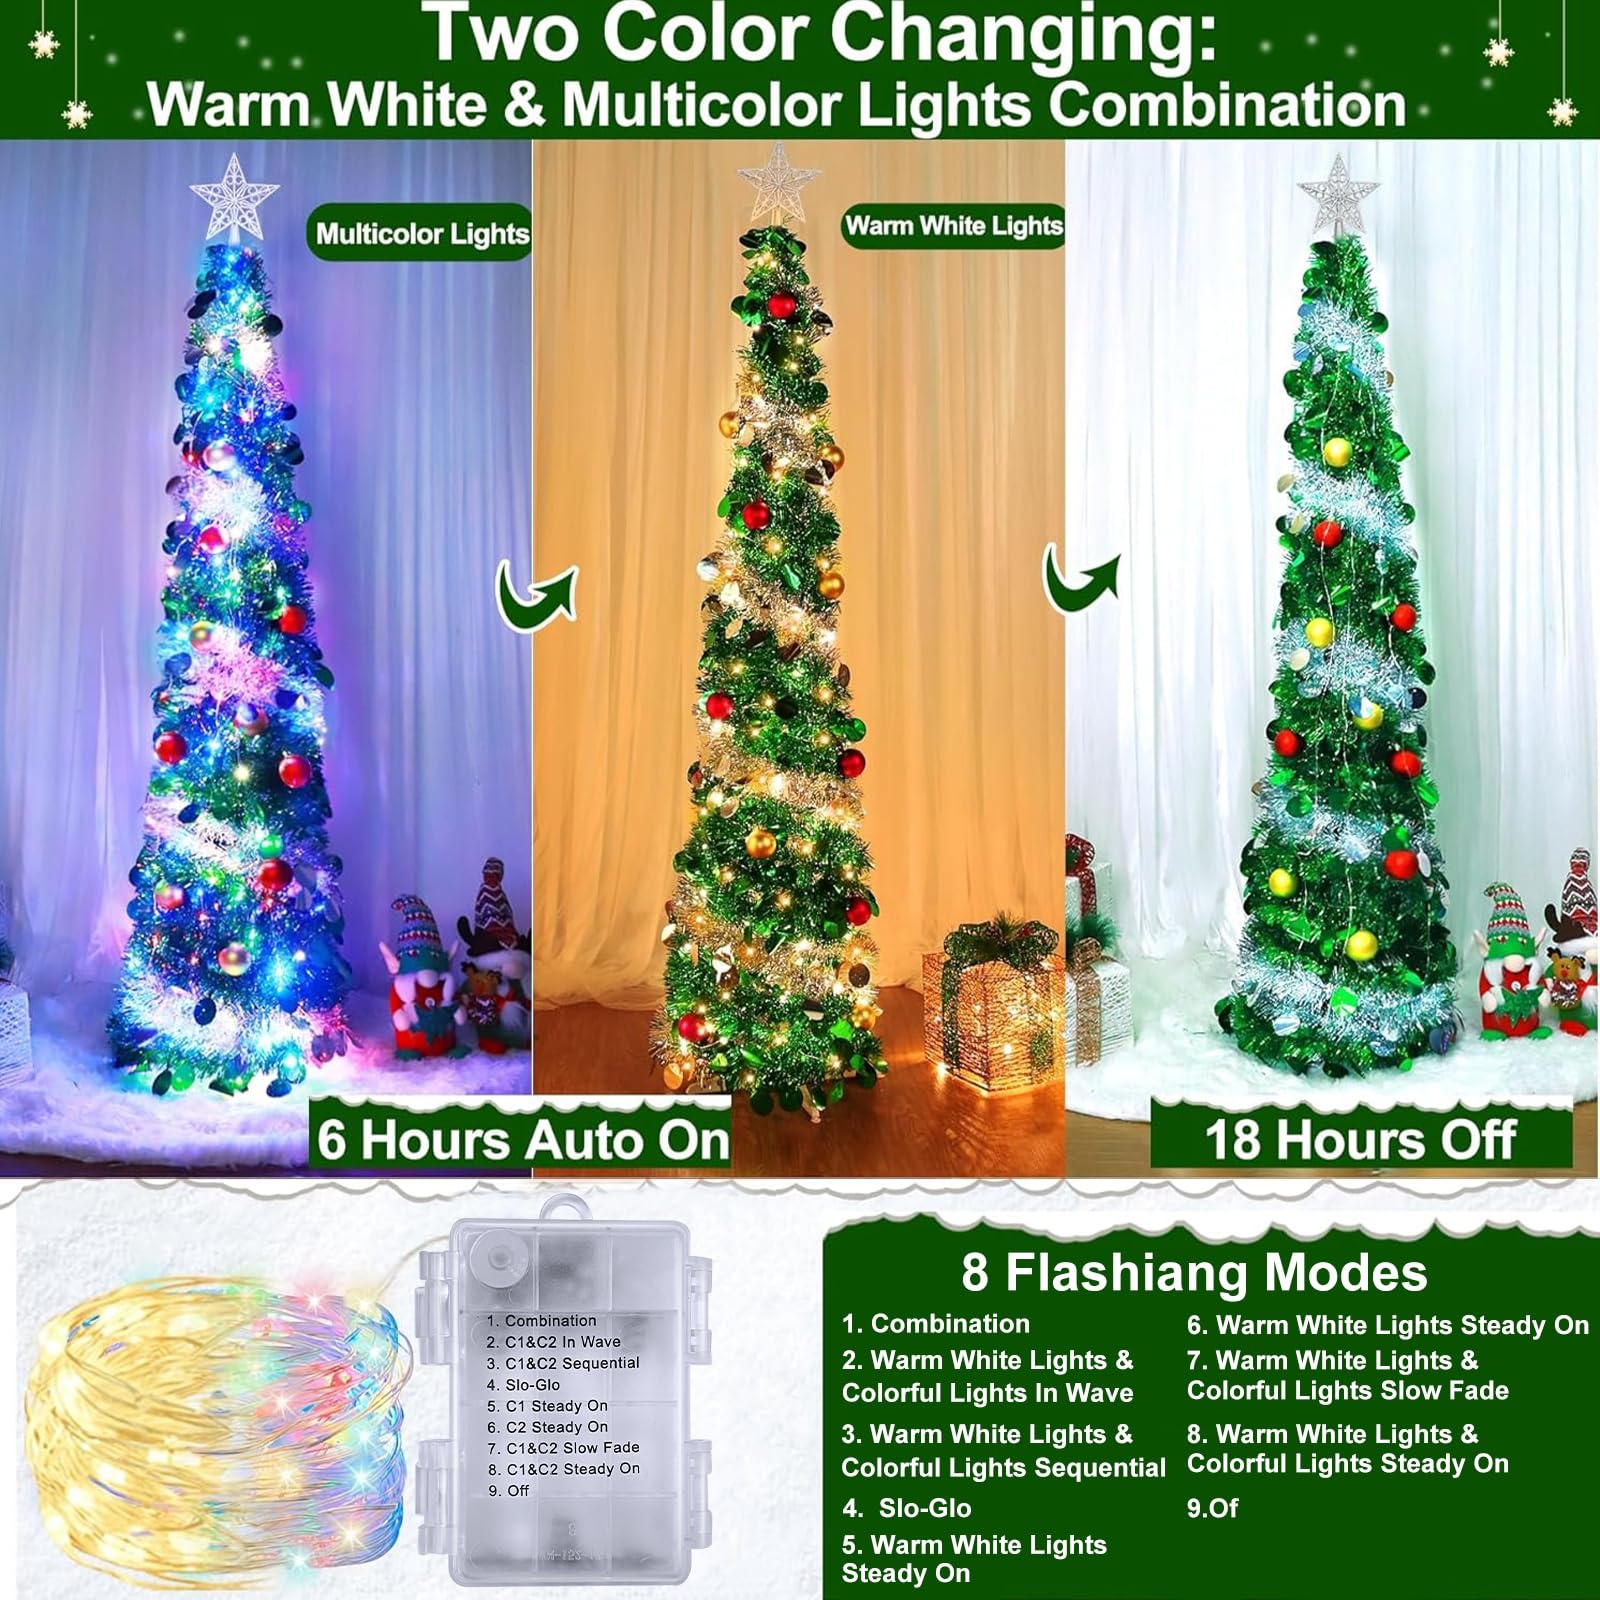 Two Color Changing:
Warm White & Multicolor Lights Combination
Multicolor Lights
Warm White Lights
6 Hours Auto On
18 Hours Off
1. Combination
2. C1&C2 In Wave
3. C1&C2 Sequential
4. Slo-Glo
5. C1 Steady On
6. C2 Steady On
7. C1&C2 Slow Fade
8. C1&C2 Steady On
9. Off
8 Flashiang Modes
1. Combination
2. Warm White Lights &
Colorful Lights In Wave
3. Warm White Lights &
Colorful Lights Sequential
4. Slo-Glo
5. Warm White Lights
Steady On
6. Warm White Lights Steady On
7. Warm White Lights &
Colorful Lights Slow Fade
8. Warm White Lights &
Colorful Lights Steady On
9.Of